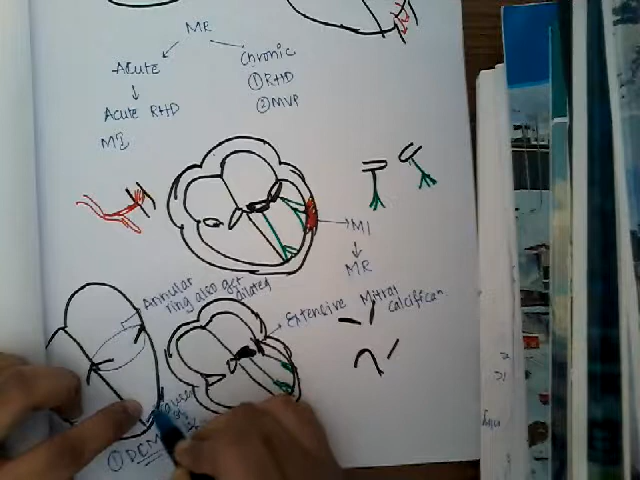 MR
Acute
Chronic
① RHD
② MVP
Acute RHD
MI
→ MI
MR
Annular
ring also get
dilated
Extensive Mitral
calcification
① DCM